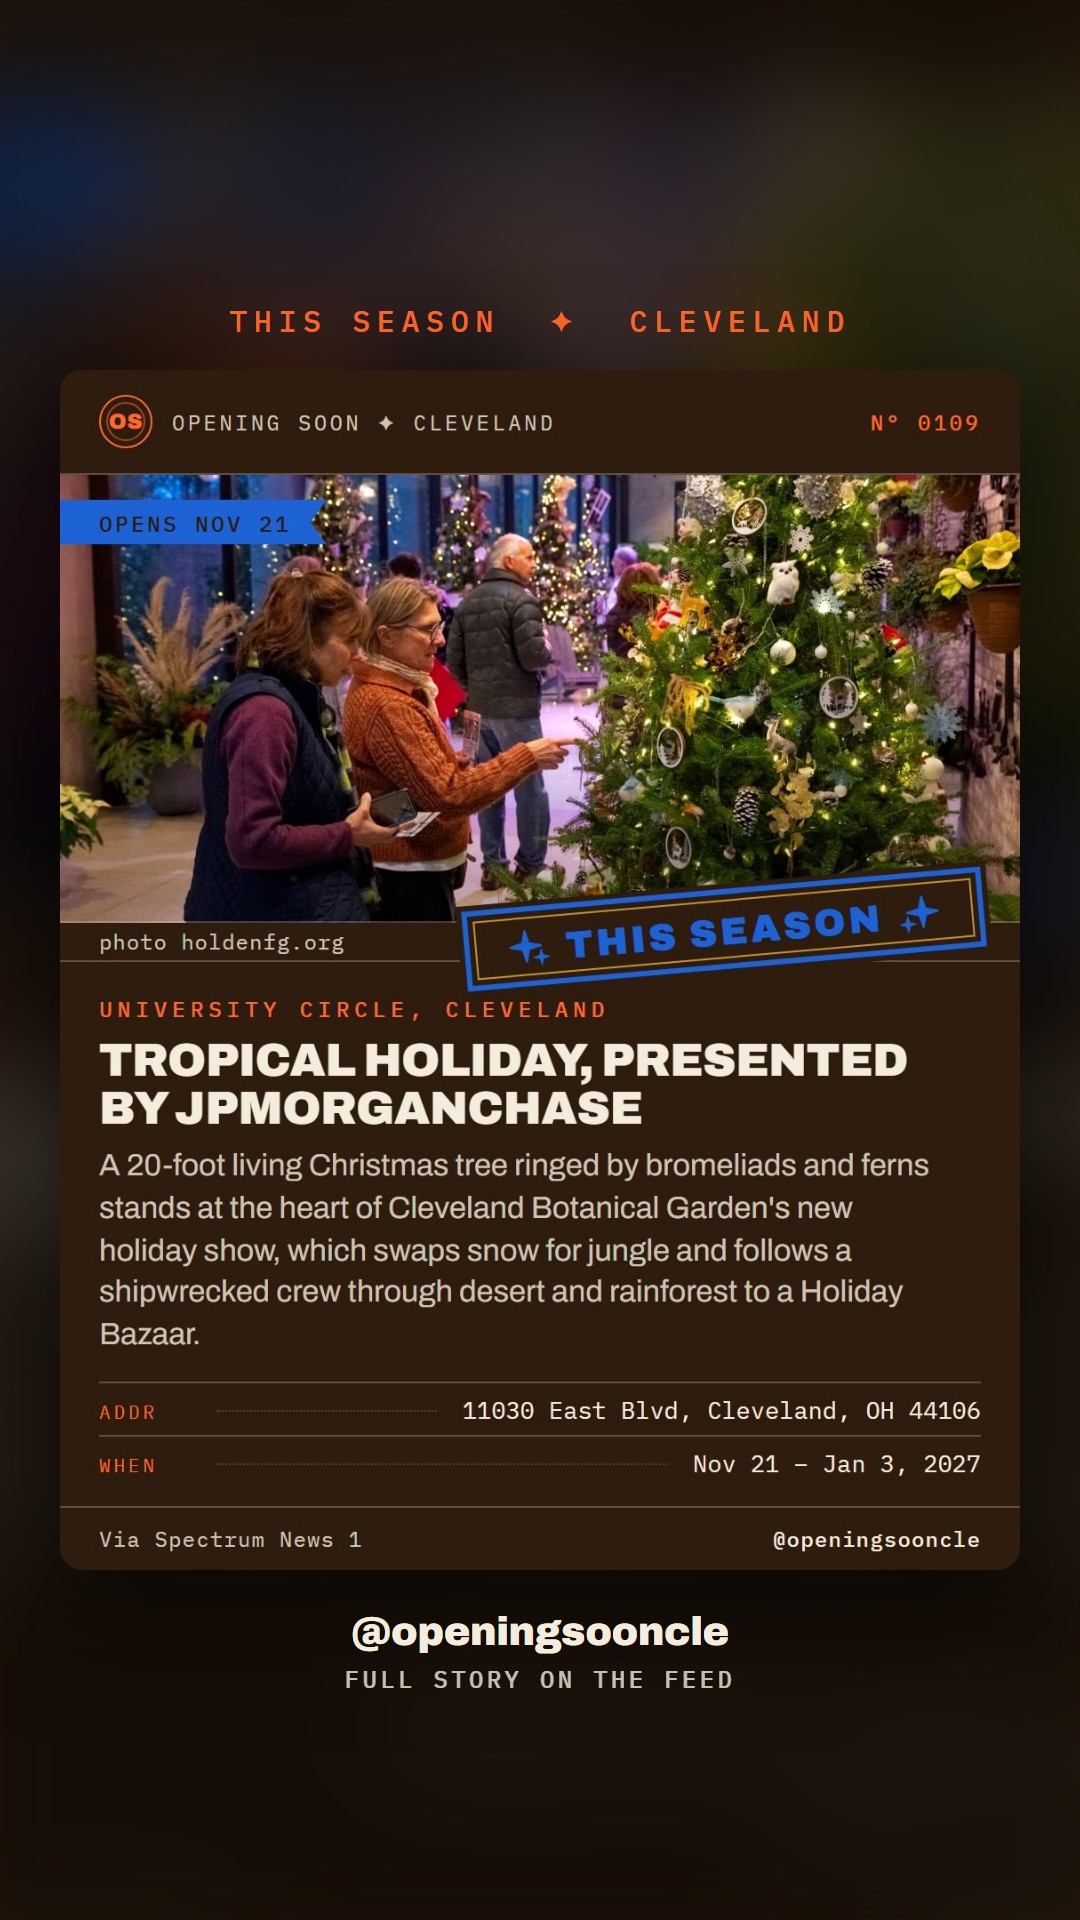 THIS SEASON ✦ CLEVELAND
OS OPENING SOON ✦ CLEVELAND N° 0109
OPENS NOV 21
THIS SEASON
photo holdenfg.org
UNIVERSITY CIRCLE, CLEVELAND
TROPICAL HOLIDAY, PRESENTED
BY JPMORGANCHASE
A 20-foot living Christmas tree ringed by bromeliads and ferns
stands at the heart of Cleveland Botanical Garden's new
holiday show, which swaps snow for jungle and follows a
shipwrecked crew through desert and rainforest to a Holiday
Bazaar.
ADDR 11030 East Blvd, Cleveland, OH 44106
WHEN Nov 21 – Jan 3, 2027
Via Spectrum News 1 @openingsooncle
@openingsooncle
FULL STORY ON THE FEED